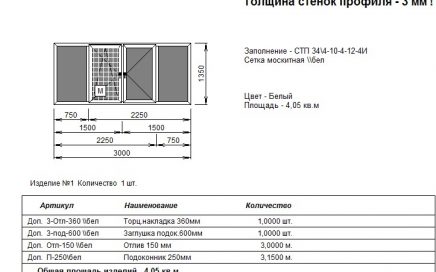 Толщина стенок профиля - 3 мм !
Заполнение - СТП 34\4-10-4-12-4И
Сетка москитная \\бел
Цвет - Белый
Площадь - 4,05 кв.м
М
1350
750 2250
1500 1500
2250 750
3000
Изделие №1 Количество 1 шт.
Артикул Наименование Количество
Доп. 3-Отп-360 \\бел Торц.накладка 360мм 1,0000 шт.
Доп. 3-под-600 \\бел Заглушка подок.600мм 1,0000 шт.
Доп. Отп-150 \\бел Отлив 150 мм 3,0000 м.
Доп. П-250\бел Подоконник 250мм 3,1500 м.
Общая площадь изделий 4,05 кв.м